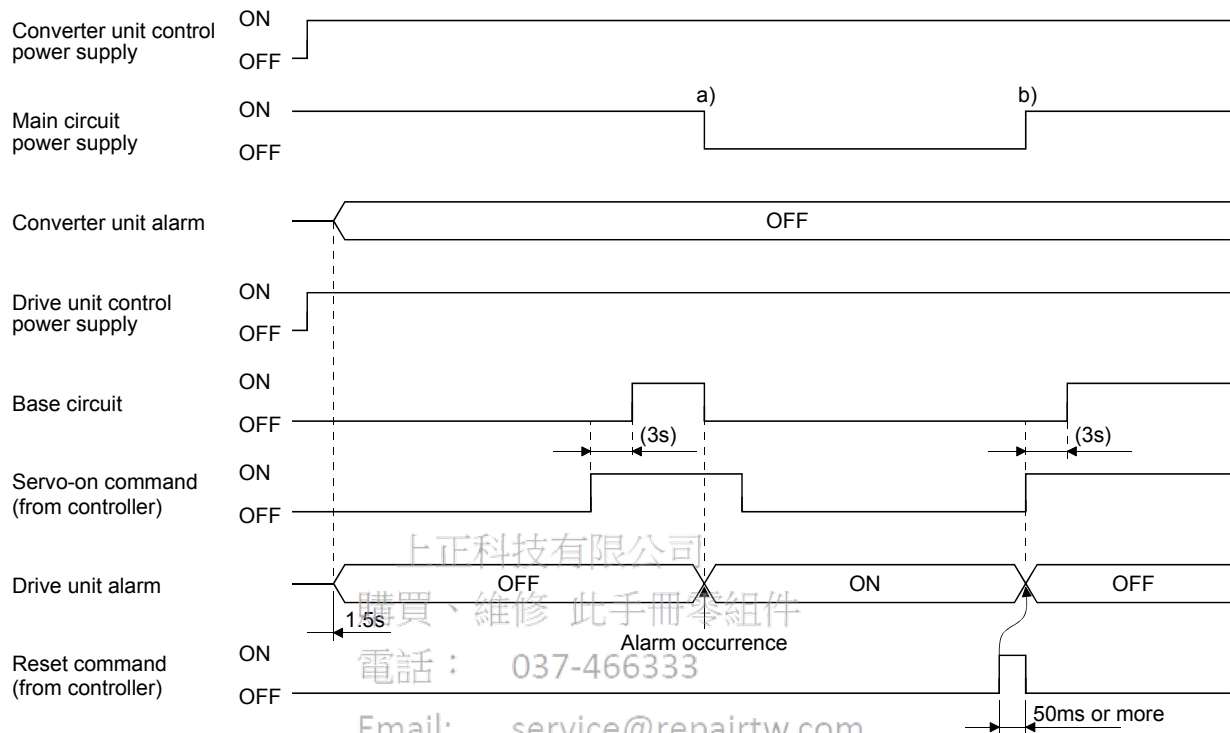 Converter unit control
power supply
ON
OFF
Main circuit
power supply
ON
OFF
a)
b)
Converter unit alarm
OFF
Drive unit control
power supply
ON
OFF
Base circuit
ON
OFF
(3s)
(3s)
Servo-on command
(from controller)
ON
OFF
上正科技有限公司
Drive unit alarm
OFF
ON
OFF
購買、維修 此手冊零組件
1.5s
Alarm occurrence
Reset command
(from controller)
ON
OFF
電話： 037-466333
50ms or more
Email: service@repairtw.com